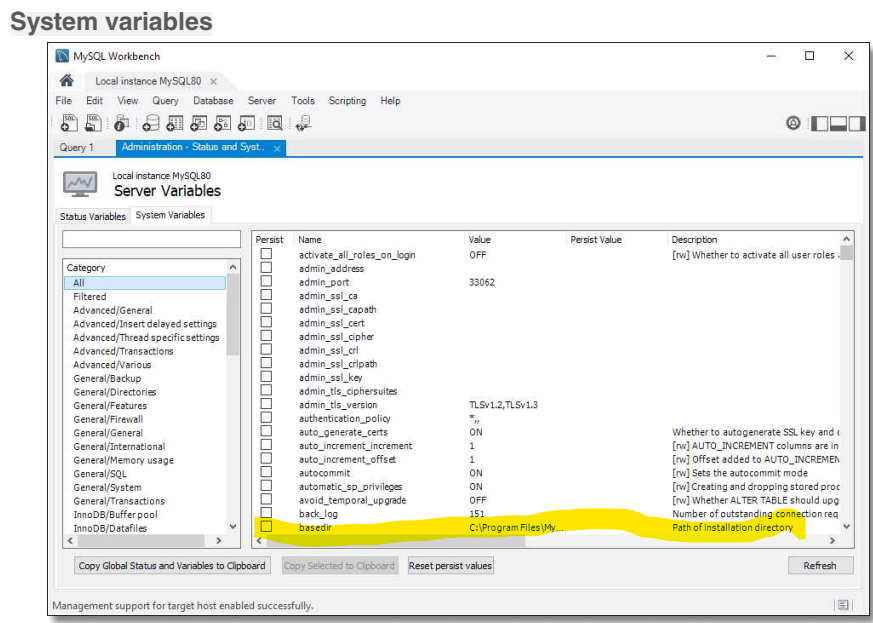 System variables
MySQL Workbench
Local instance MySQL80
File Edit View Query Database Server Tools Scripting Help
Query 1 Administration - Status and Syst..
Local instance MySQL80
Server Variables
Status Variables System Variables
Persist Name Value Persist Value Description
activate_all_roles_on_login OFF [rw] Whether to activate all user roles
Category admin_address
All admin_port 33062
Filtered admin_ssl_ca
Advanced/General admin_ssl_capath
Advanced/Insert delayed settings admin_ssl_cert
Advanced/Thread specific settings admin_ssl_cipher
Advanced/Transactions admin_ssl_crl
Advanced/Various admin_ssl_crlpath
General/Backup admin_ssl_key
General/Directories admin_tls_ciphersuites
General/Features admin_tls_version TLSv1.2,TLSv1.3
General/Firewall authentication_policy *,,
General/General auto_generate_certs ON Whether to autogenerate SSL key and
General/International auto_increment_increment 1 [rw] AUTO_INCREMENT columns are in
General/Memory usage auto_increment_offset 1 [rw] Offset added to AUTO_INCREMEN
General/SQL autocommit ON [rw] Sets the autocommit mode
General/System automatic_sp_privileges ON [rw] Creating and dropping stored proc
General/Transactions avoid_temporal_upgrade OFF [rw] Whether ALTER TABLE should upg
InnoDB/Buffer pool back_log 151 Number of outstanding connection req
InnoDB/Datafiles basedir C:\Program Files\My... Path of installation directory
Copy Global Status and Variables to Clipboard Copy Selected to Clipboard Reset persist values Refresh
Management support for target host enabled successfully.